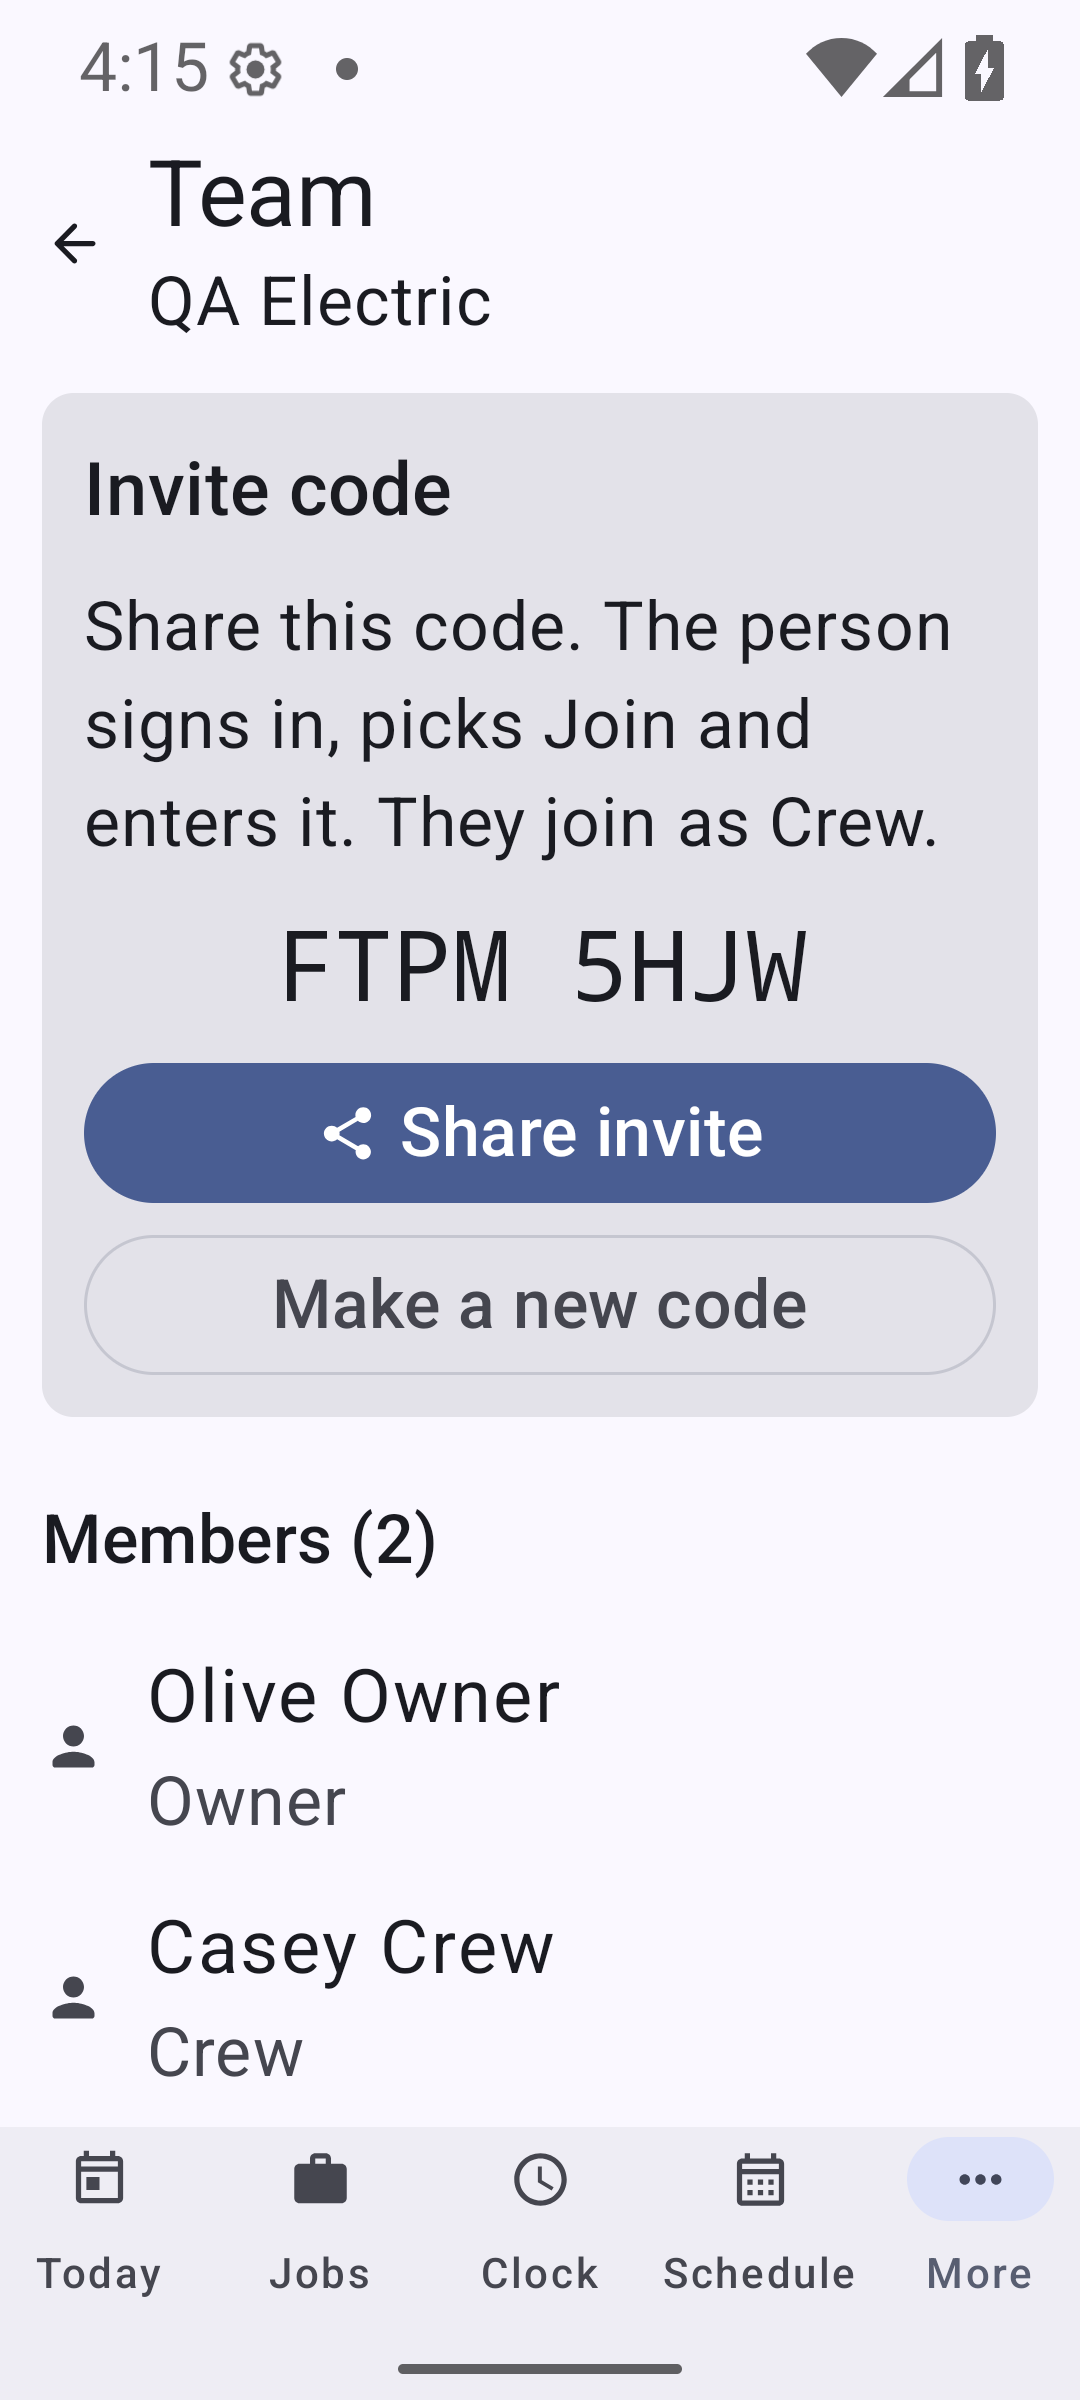 4:15
Team
QA Electric
Invite code
Share this code. The person
signs in, picks Join and
enters it. They join as Crew.
FTPM 5HJW
Share invite
Make a new code
Members (2)
Olive Owner
Owner
Casey Crew
Crew
Today Jobs Clock Schedule More